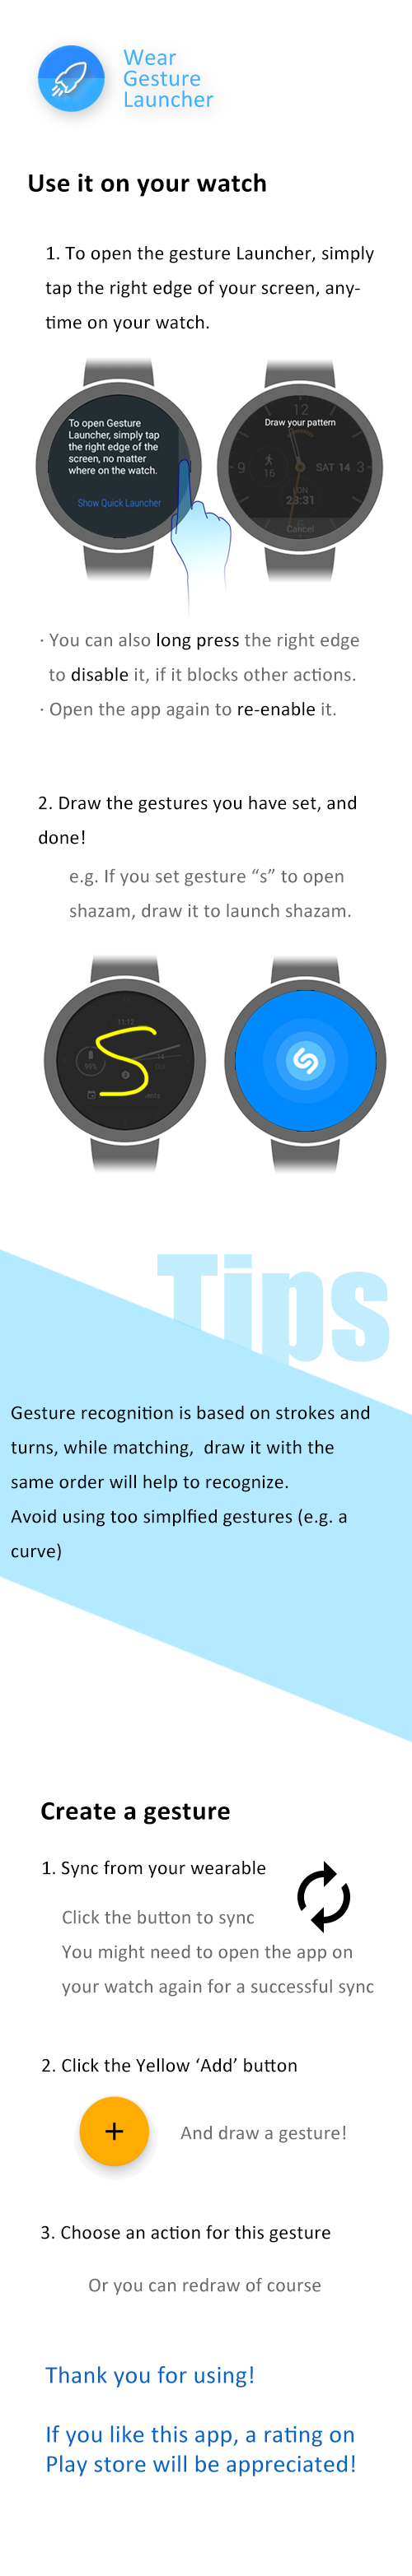 Wear
Gesture
Launcher
Use it on your watch
1. To open the gesture Launcher, simply
tap the right edge of your screen, any-
time on your watch.
To open Gesture
Launcher, simply tap
the right edge of the
screen, no matter
where on the watch.
Show Quick Launcher
12
Draw your pattern
9
16
SAT 14 3
LON
23:31
6
Cancel
· You can also long press the right edge
to disable it, if it blocks other actions.
· Open the app again to re-enable it.
2. Draw the gestures you have set, and
done!
e.g. If you set gesture “s” to open
shazam, draw it to launch shazam.
11:12
99%
14
Oct
Tips
Gesture recognition is based on strokes and
turns, while matching, draw it with the
same order will help to recognize.
Avoid using too simplfied gestures (e.g. a
curve)
Create a gesture
1. Sync from your wearable
Click the button to sync
You might need to open the app on
your watch again for a successful sync
2. Click the Yellow ‘Add’ button
+
And draw a gesture!
3. Choose an action for this gesture
Or you can redraw of course
Thank you for using!
If you like this app, a rating on
Play store will be appreciated!